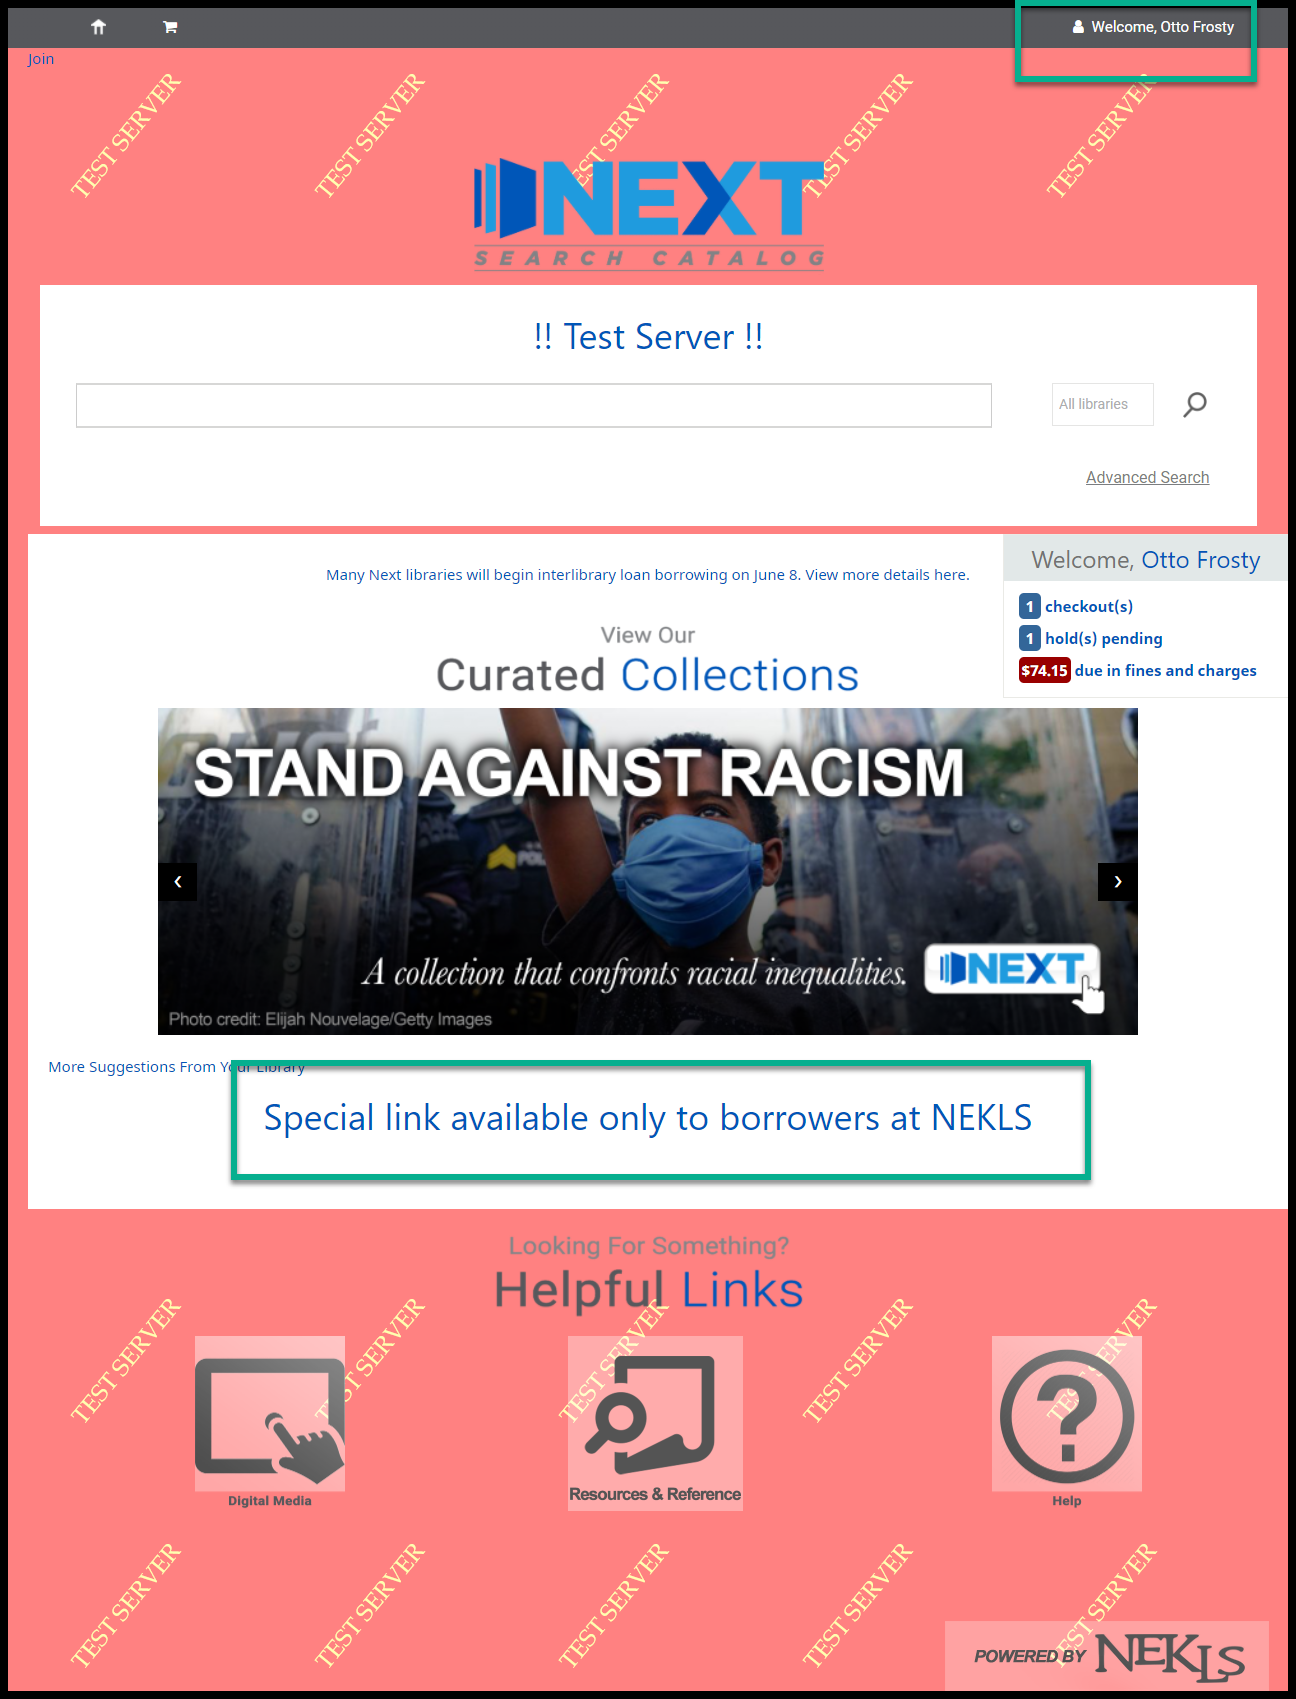 Welcome, Otto Frosty
Join
TEST SERVER TEST SERVER TEST SERVER TEST SERVER TEST SERVER
NEXT
SEARCH CATALOG
!! Test Server !!
All libraries
Advanced Search
Many Next libraries will begin interlibrary loan borrowing on June 8. View more details here.
Welcome, Otto Frosty
1 checkout(s)
1 hold(s) pending
$74.15 due in fines and charges
View Our
Curated Collections
STAND AGAINST RACISM
A collection that confronts racial inequalities.
NEXT
Photo credit: Elijah Nouvelage/Getty Images
More Suggestions From Your Library
Special link available only to borrowers at NEKLS
Looking For Something?
Helpful Links
TEST SERVER TEST SERVER TEST SERVER TEST SERVER TEST SERVER
Digital Media
Resources & Reference
Help
TEST SERVER TEST SERVER TEST SERVER TEST SERVER TEST SERVER
POWERED BY NEKLS